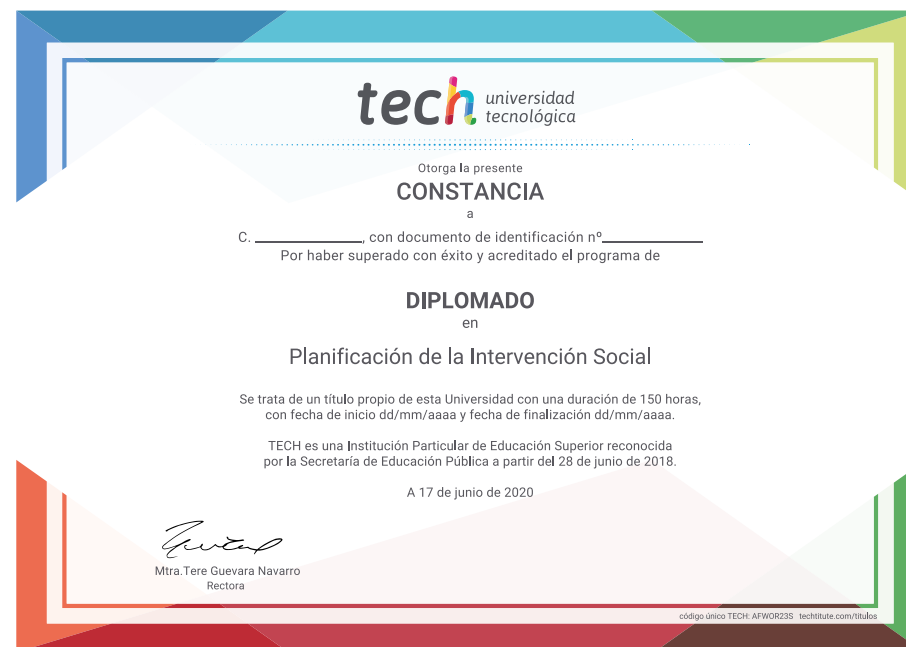 tech universidad
tecnológica
Otorga la presente
CONSTANCIA
a
C. ____________, con documento de identificación nº____________
Por haber superado con éxito y acreditado el programa de
DIPLOMADO
en
Planificación de la Intervención Social
Se trata de un título propio de esta Universidad con una duración de 150 horas,
con fecha de inicio dd/mm/aaaa y fecha de finalización dd/mm/aaaa.
TECH es una Institución Particular de Educación Superior reconocida
por la Secretaría de Educación Pública a partir del 28 de junio de 2018.
A 17 de junio de 2020
Mtra.Tere Guevara Navarro
Rectora
código único TECH: AFWOR23S techtitute.com/titulos